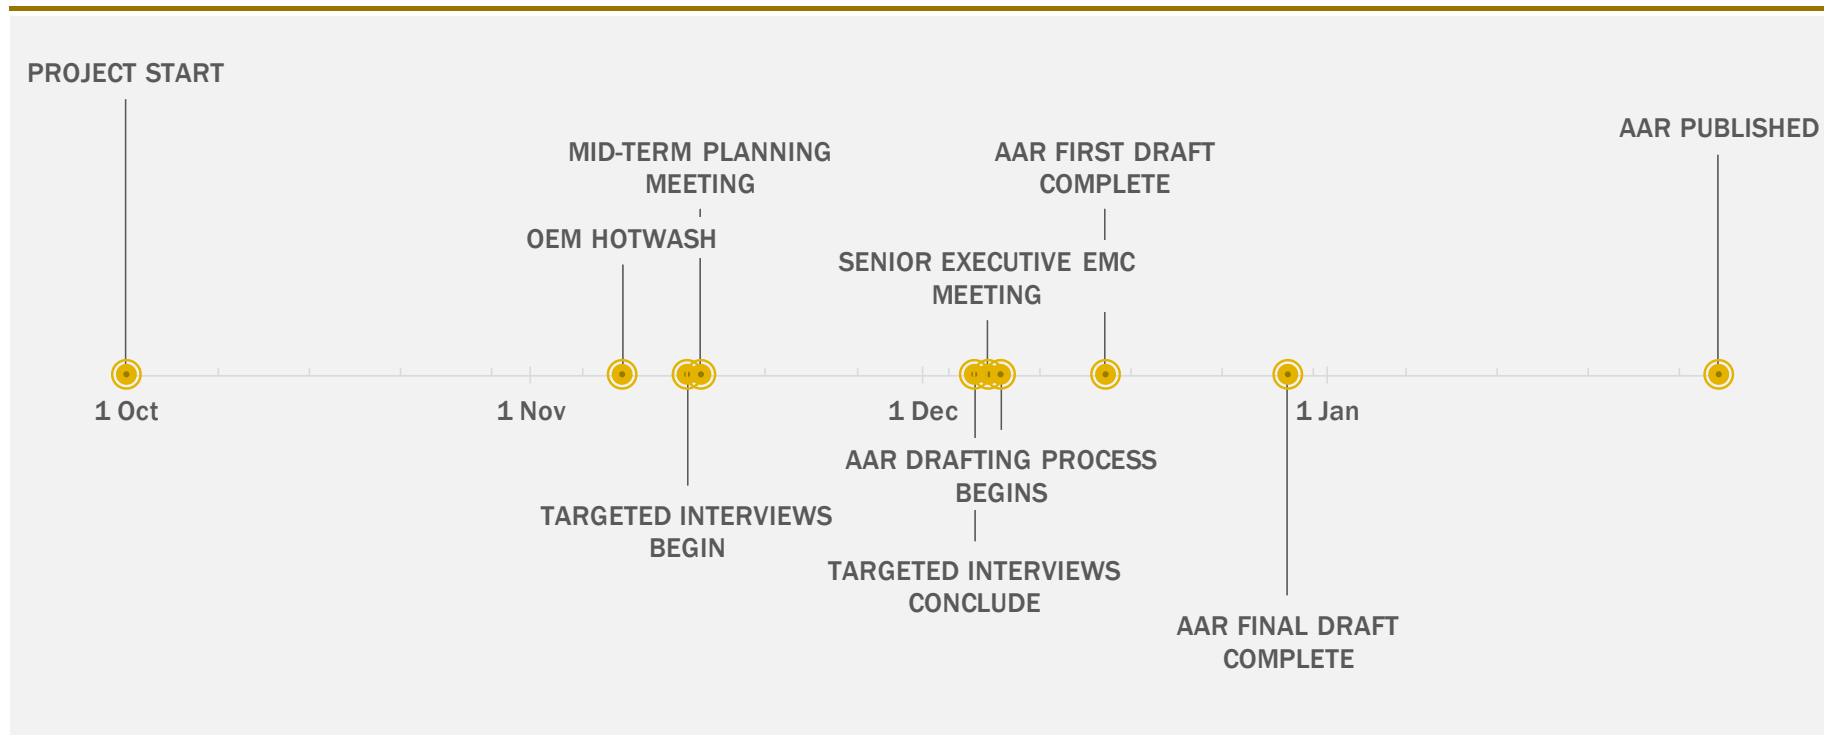 PROJECT START
AAR PUBLISHED
MID-TERM PLANNING
MEETING
AAR FIRST DRAFT
COMPLETE
OEM HOTWASH
SENIOR EXECUTIVE EMC
MEETING
1 Oct
1 Nov
1 Dec
1 Jan
AAR DRAFTING PROCESS
BEGINS
TARGETED INTERVIEWS
BEGIN
TARGETED INTERVIEWS
CONCLUDE
AAR FINAL DRAFT
COMPLETE